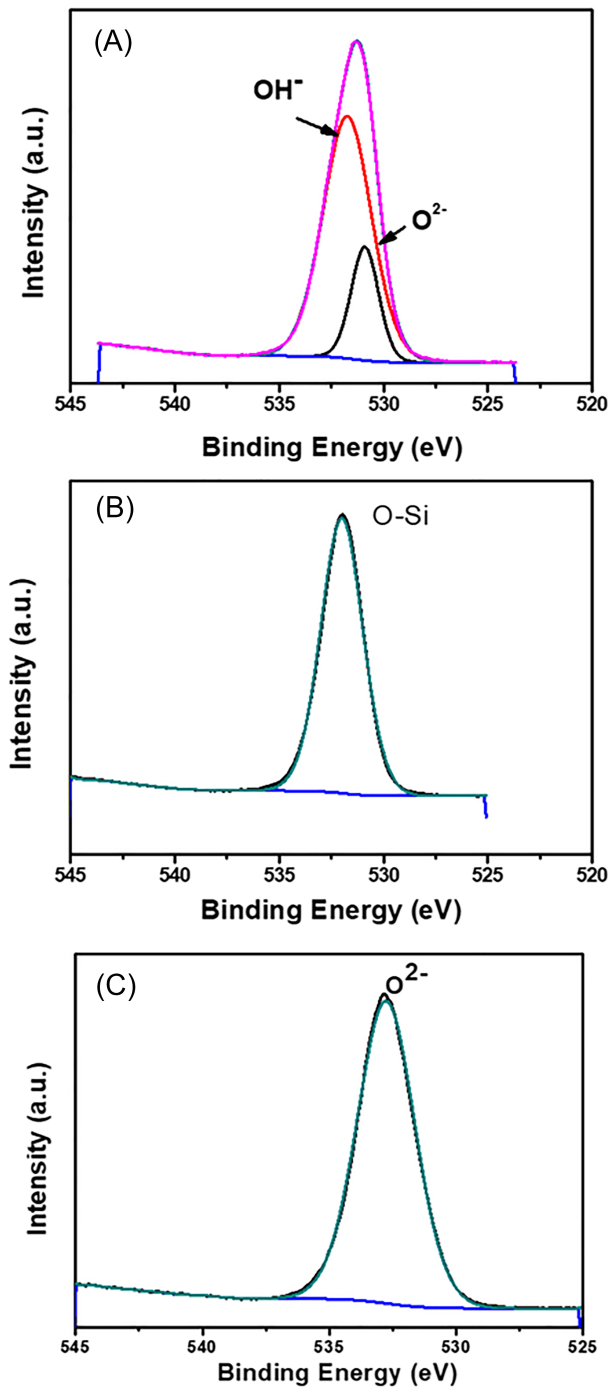 (A)
OH⁻
O²⁻
Intensity (a.u.)
545 540 535 530 525 520
Binding Energy (eV)
(B)
O-Si
Intensity (a.u.)
545 540 535 530 525 520
Binding Energy (eV)
(C)
O²⁻
Intensity (a.u.)
545 540 535 530 525
Binding Energy (eV)